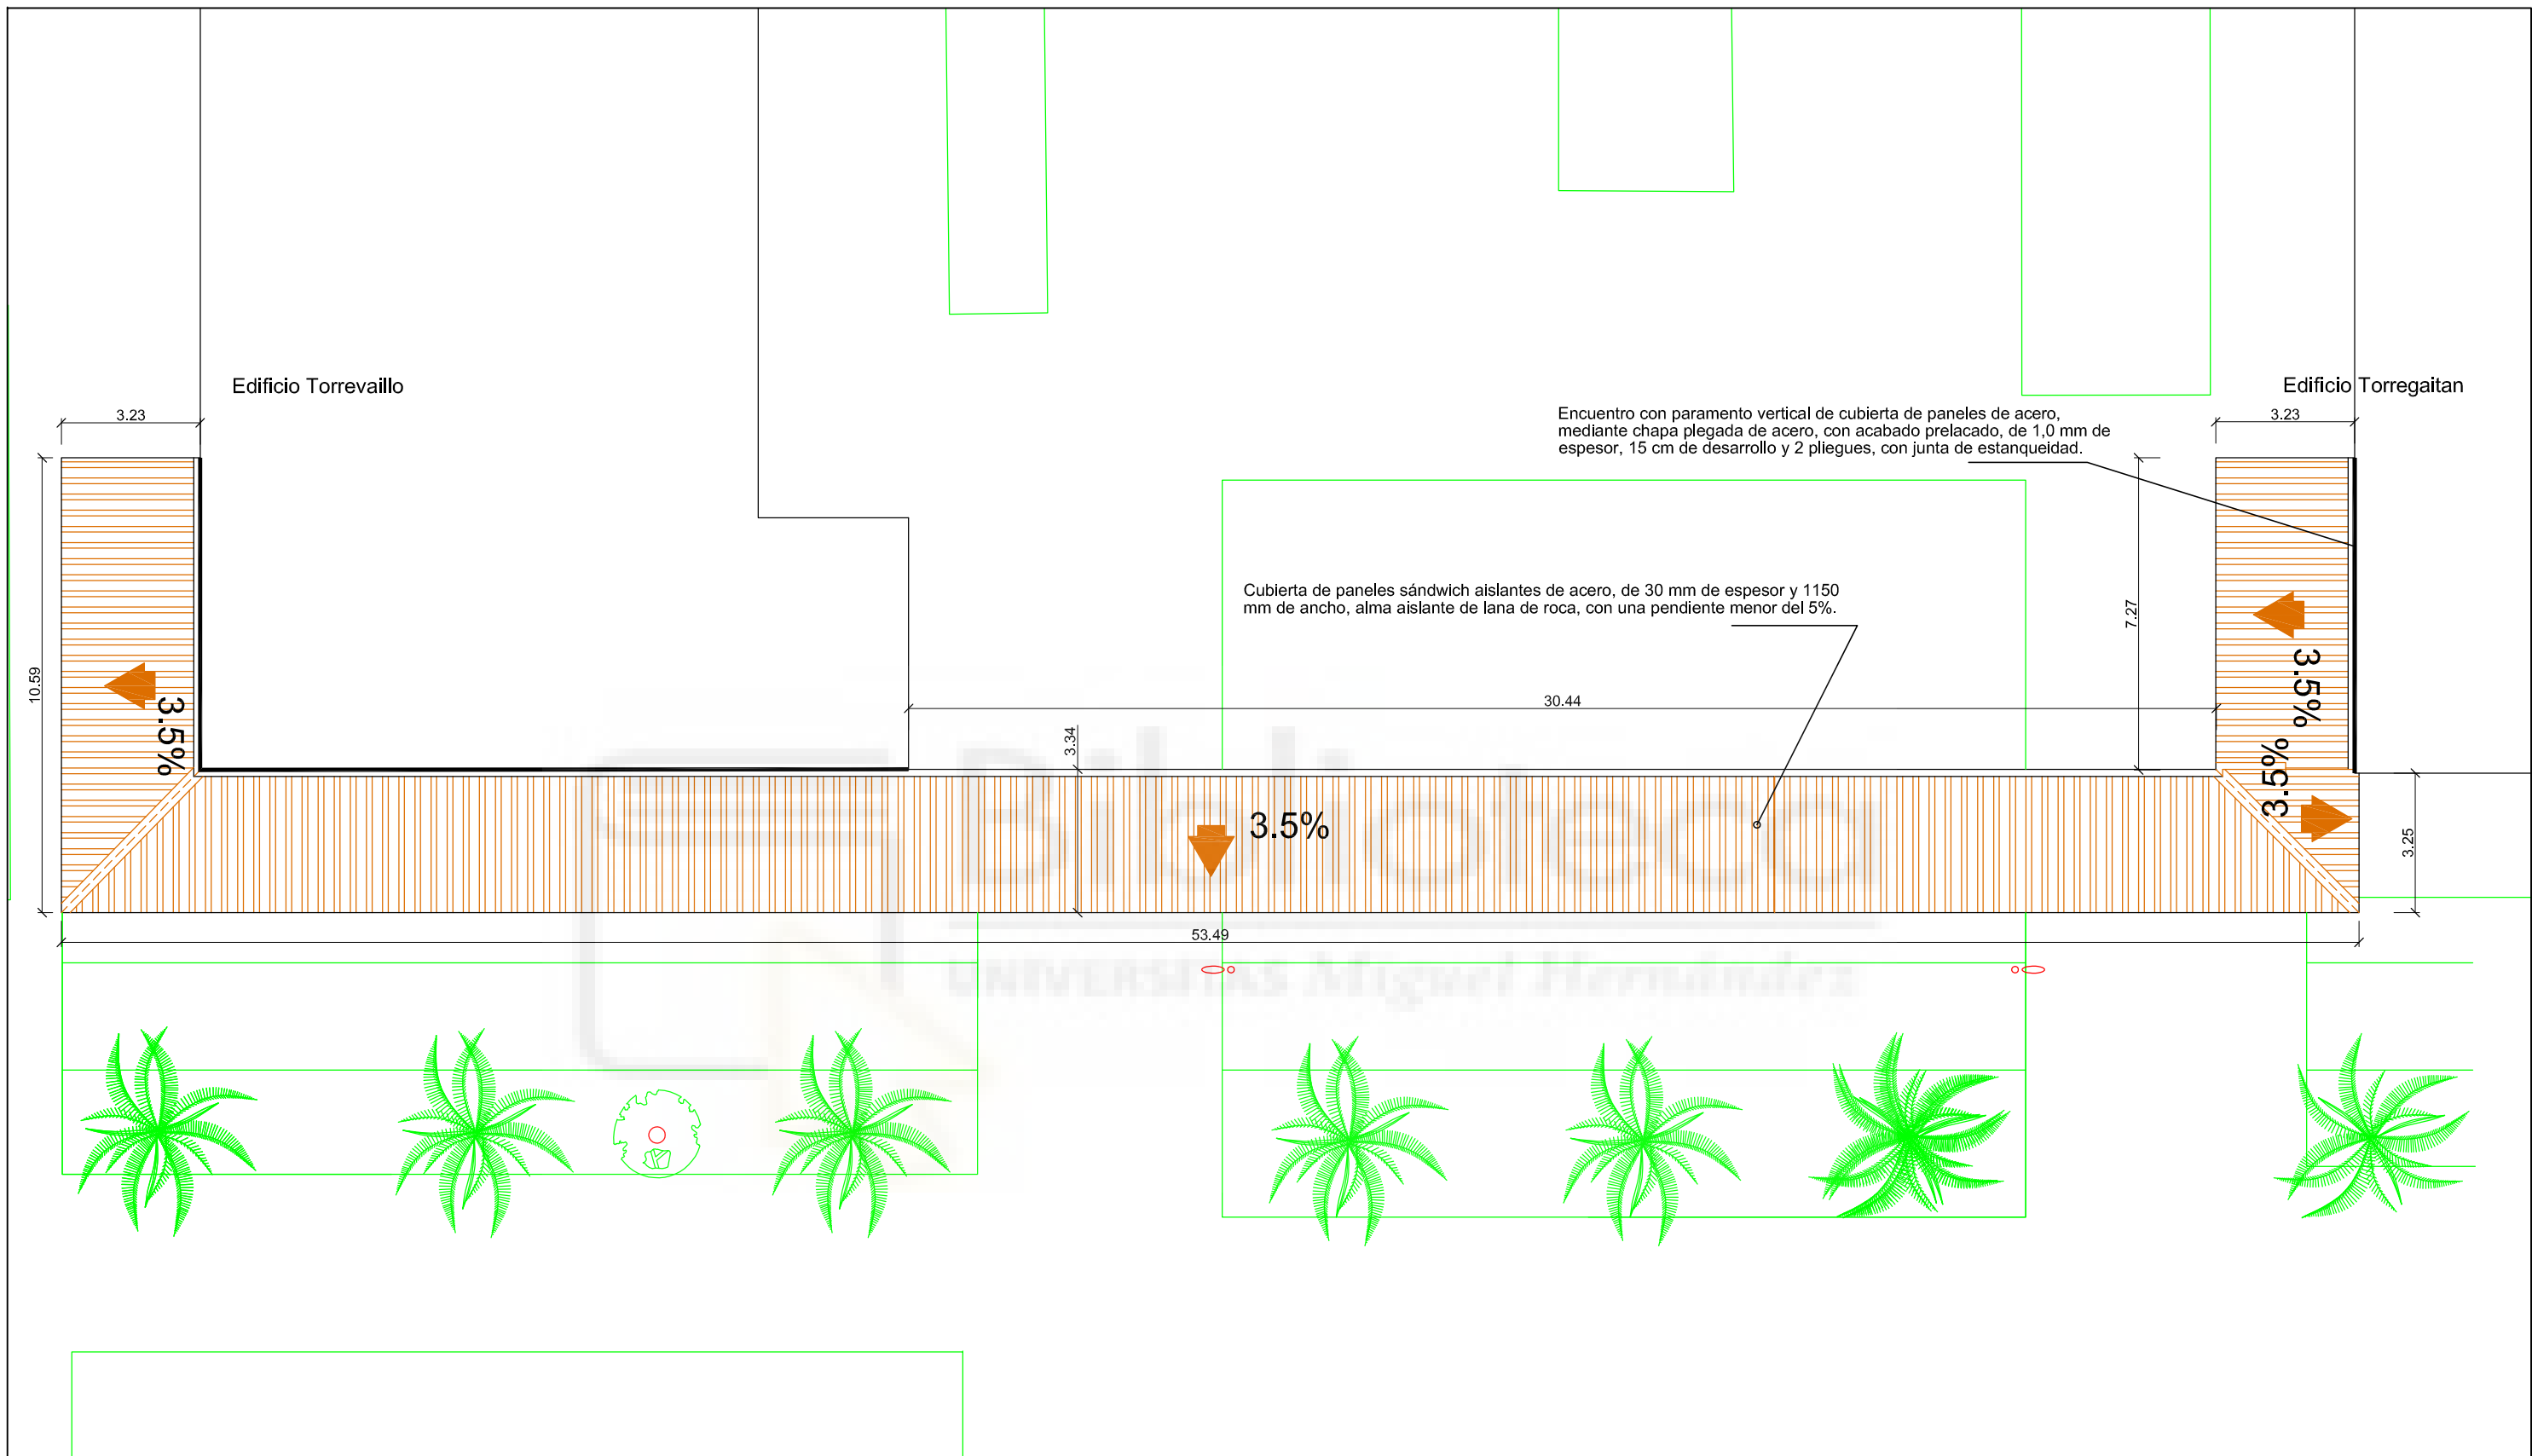 Edificio Torrevaillo
Edificio Torregaitan
3.23
3.23
Encuentro con paramento vertical de cubierta de paneles de acero,
mediante chapa plegada de acero, con acabado prelacado, de 1,0 mm de
espesor, 15 cm de desarrollo y 2 pliegues, con junta de estanqueidad.
Cubierta de paneles sándwich aislantes de acero, de 30 mm de espesor y 1150
mm de ancho, alma aislante de lana de roca, con una pendiente menor del 5%.
7.27
10.59
3.5%
3.5%
30.44
3.34
3.5%
3.5%
3.25
53.49
Biblioteca
UNIVERSITAS Miguel Hernández